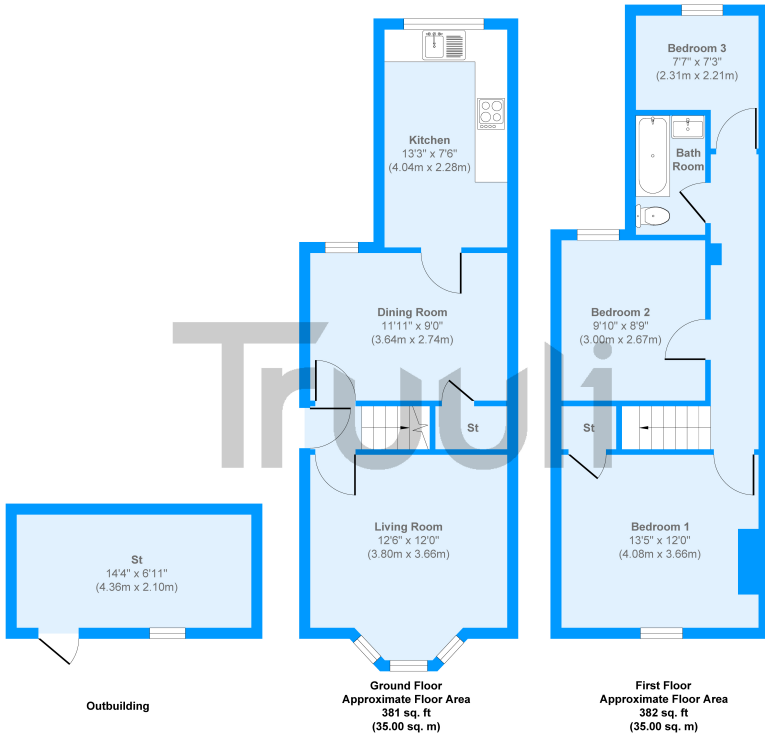 Kitchen
13'3" x 7'6"
(4.04m x 2.28m)
Dining Room
11'11" x 9'0"
(3.64m x 2.74m)
St
Living Room
12'6" x 12'0"
(3.80m x 3.66m)
St
14'4" x 6'11"
(4.36m x 2.10m)
Bedroom 3
7'7" x 7'3"
(2.31m x 2.21m)
Bath
Room
Bedroom 2
9'10" x 8'9"
(3.00m x 2.67m)
St
Bedroom 1
13'5" x 12'0"
(4.08m x 3.66m)
Truuli
Outbuilding
Ground Floor
Approximate Floor Area
381 sq. ft
(35.00 sq. m)
First Floor
Approximate Floor Area
382 sq. ft
(35.00 sq. m)